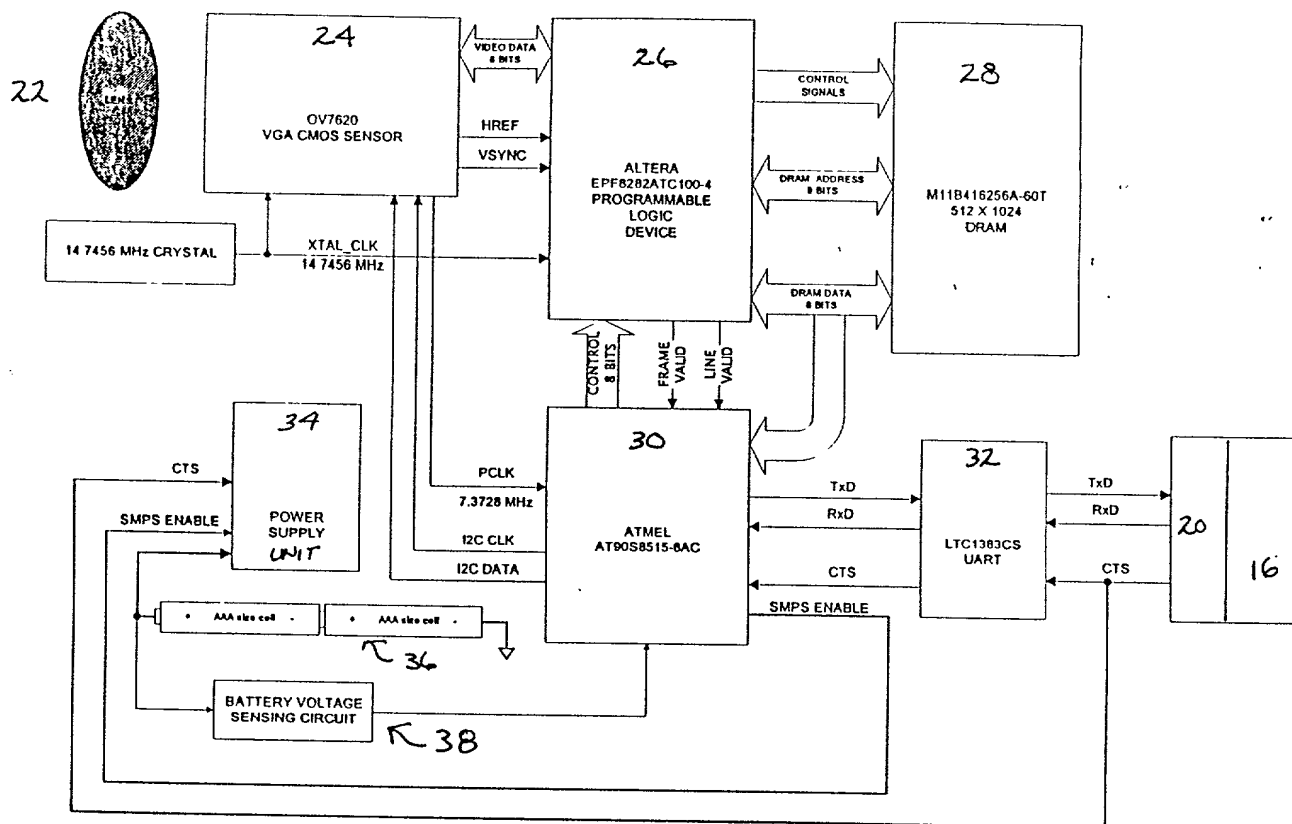 22
LENS
24
OV7620
VGA CMOS SENSOR
VIDEO DATA
8 BITS
HREF
VSYNC
26
ALTERA
EPF8282ATC100-4
PROGRAMMABLE
LOGIC
DEVICE
CONTROL
SIGNALS
DRAM ADDRESS
9 BITS
DRAM DATA
8 BITS
28
M11B416256A-60T
512 X 1024
DRAM
14 7456 MHz CRYSTAL
XTAL_CLK
14 7456 MHz
CONTROL
8 BITS
FRAME
VALID
LINE
VALID
34
POWER
SUPPLY
UNIT
CTS
SMPS ENABLE
PCLK
7.3728 MHz
I2C CLK
I2C DATA
30
ATMEL
AT90S8515-8AC
TxD
RxD
CTS
SMPS ENABLE
32
LTC1383CS
UART
TxD
RxD
CTS
20
16
+ AAA size cell -
+ AAA size cell -
36
BATTERY VOLTAGE
SENSING CIRCUIT
38